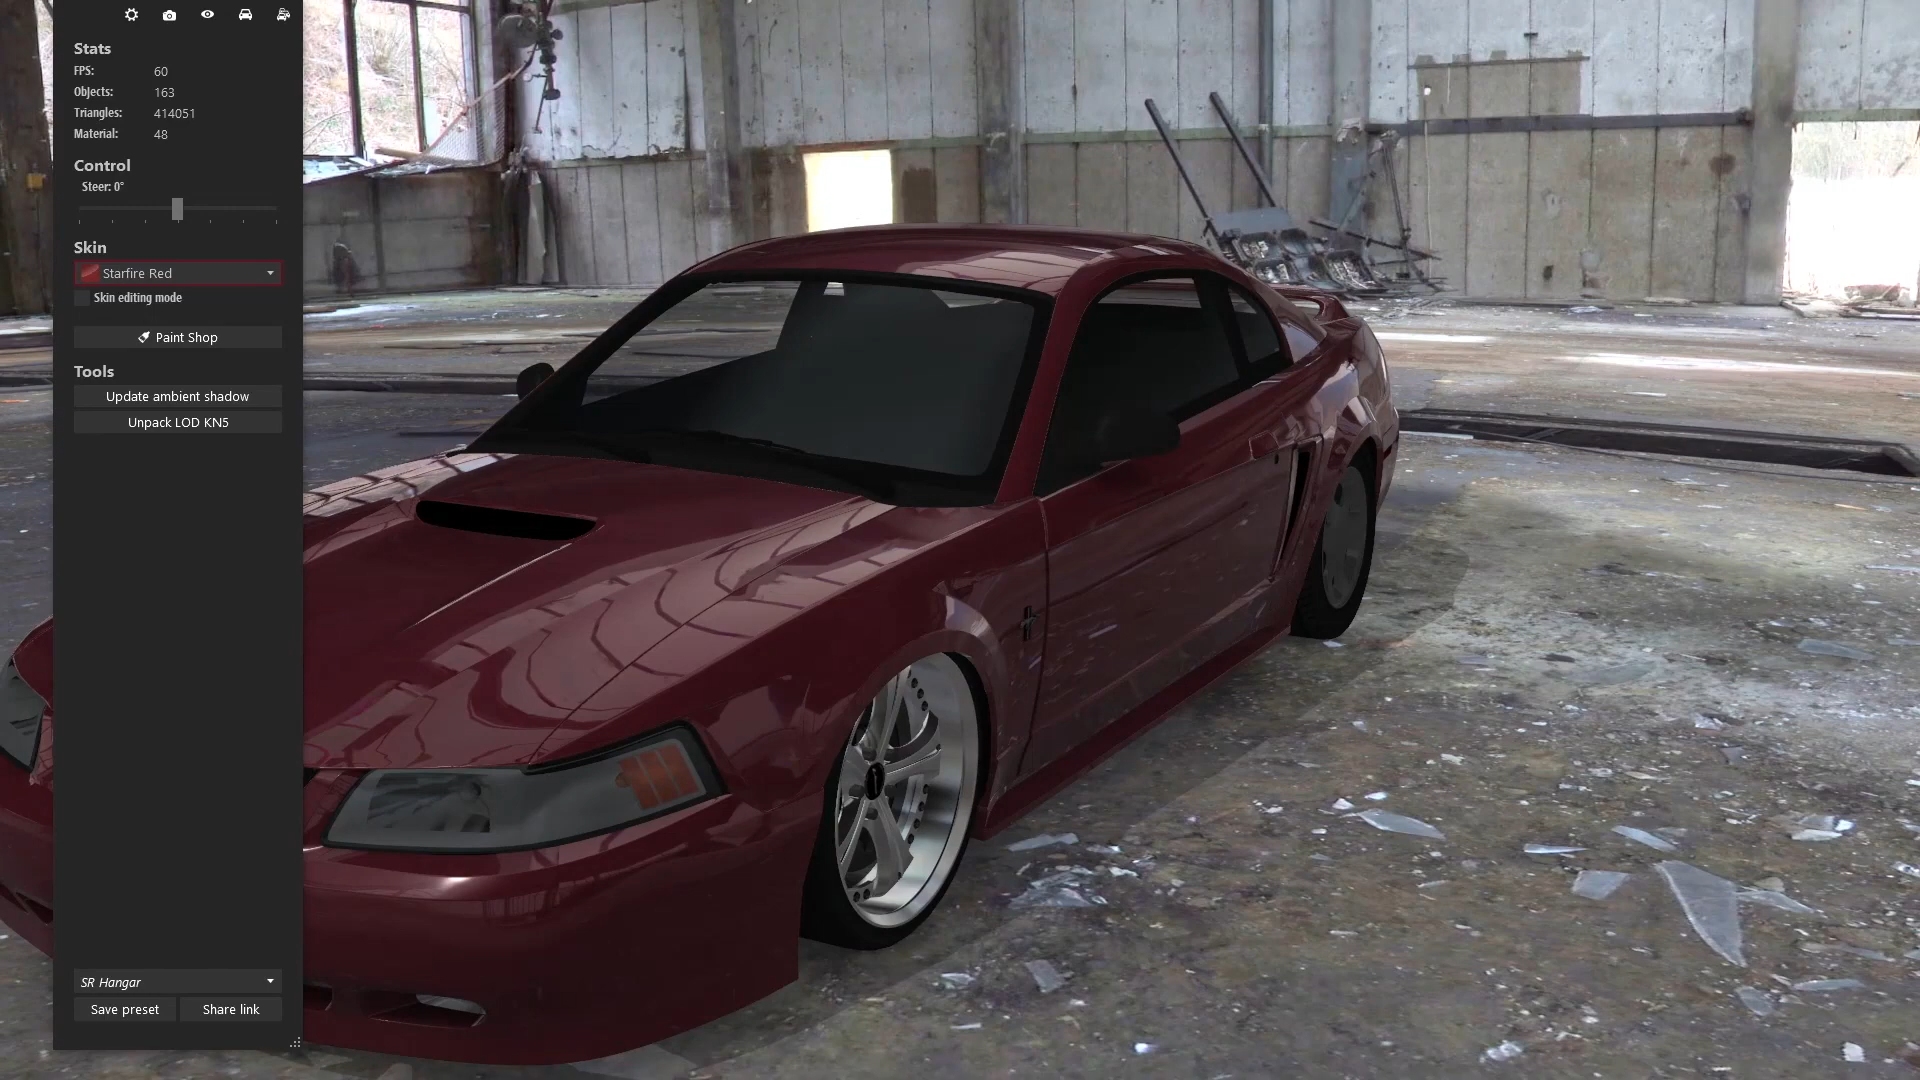 Stats
FPS: 60
Objects: 163
Triangles: 414051
Material: 48
Control
Steer: 0°
Skin
Starfire Red
Skin editing mode
Paint Shop
Tools
Update ambient shadow
Unpack LOD KN5
SR Hangar
Save preset Share link